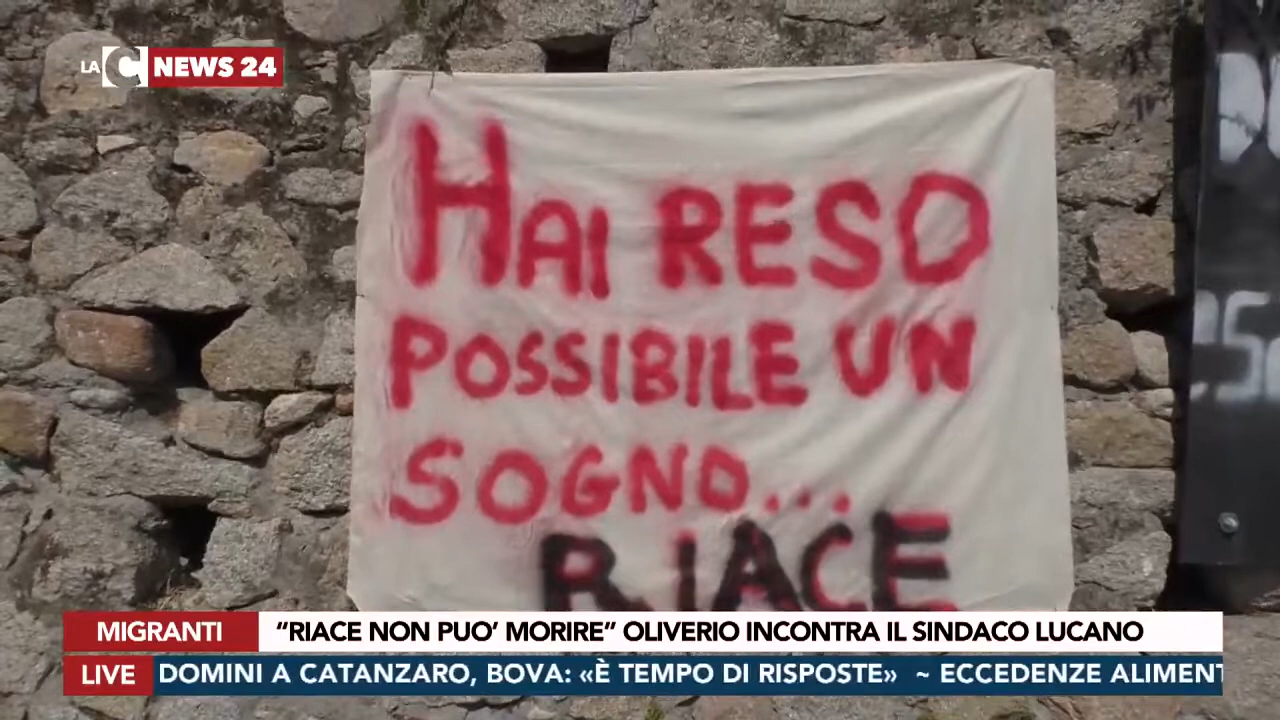 LA C NEWS 24
HAI RESO
POSSIBILE UN
SOGNO...
RIACE
MIGRANTI
“RIACE NON PUO’ MORIRE” OLIVERIO INCONTRA IL SINDACO LUCANO
LIVE
DOMINI A CATANZARO, BOVA: «È TEMPO DI RISPOSTE» ~ ECCEDENZE ALIMENT